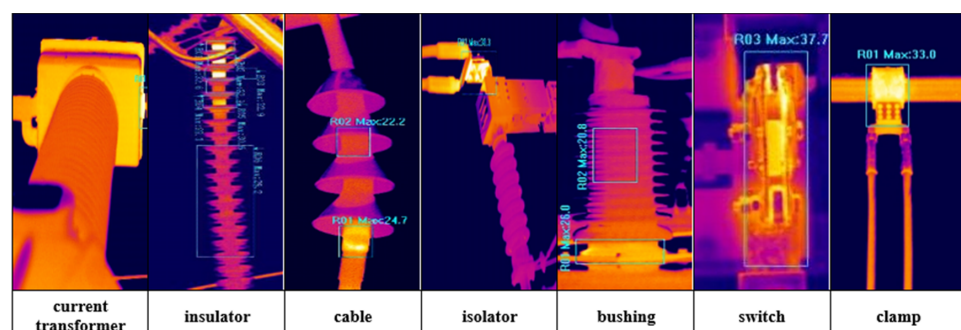 R02 Max:22.2
R01 Max:24.7
R02 Max:20.8
Max:26.0
R03 Max:37.7
R01 Max:33.0
current
transformer
insulator
cable
isolator
bushing
switch
clamp